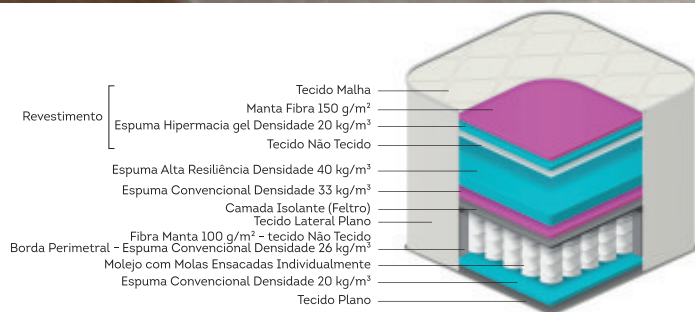 Revestimento
Tecido Malha
Manta Fibra 150 g/m²
Espuma Hipermacia gel Densidade 20 kg/m³
Tecido Não Tecido
Espuma Alta Resiliência Densidade 40 kg/m³
Espuma Convencional Densidade 33 kg/m³
Camada Isolante (Feltro)
Tecido Lateral Plano
Fibra Manta 100 g/m² – tecido Não Tecido
Borda Perimetral – Espuma Convencional Densidade 26 kg/m³
Molejo com Molas Ensacadas Individualmente
Espuma Convencional Densidade 20 kg/m³
Tecido Plano